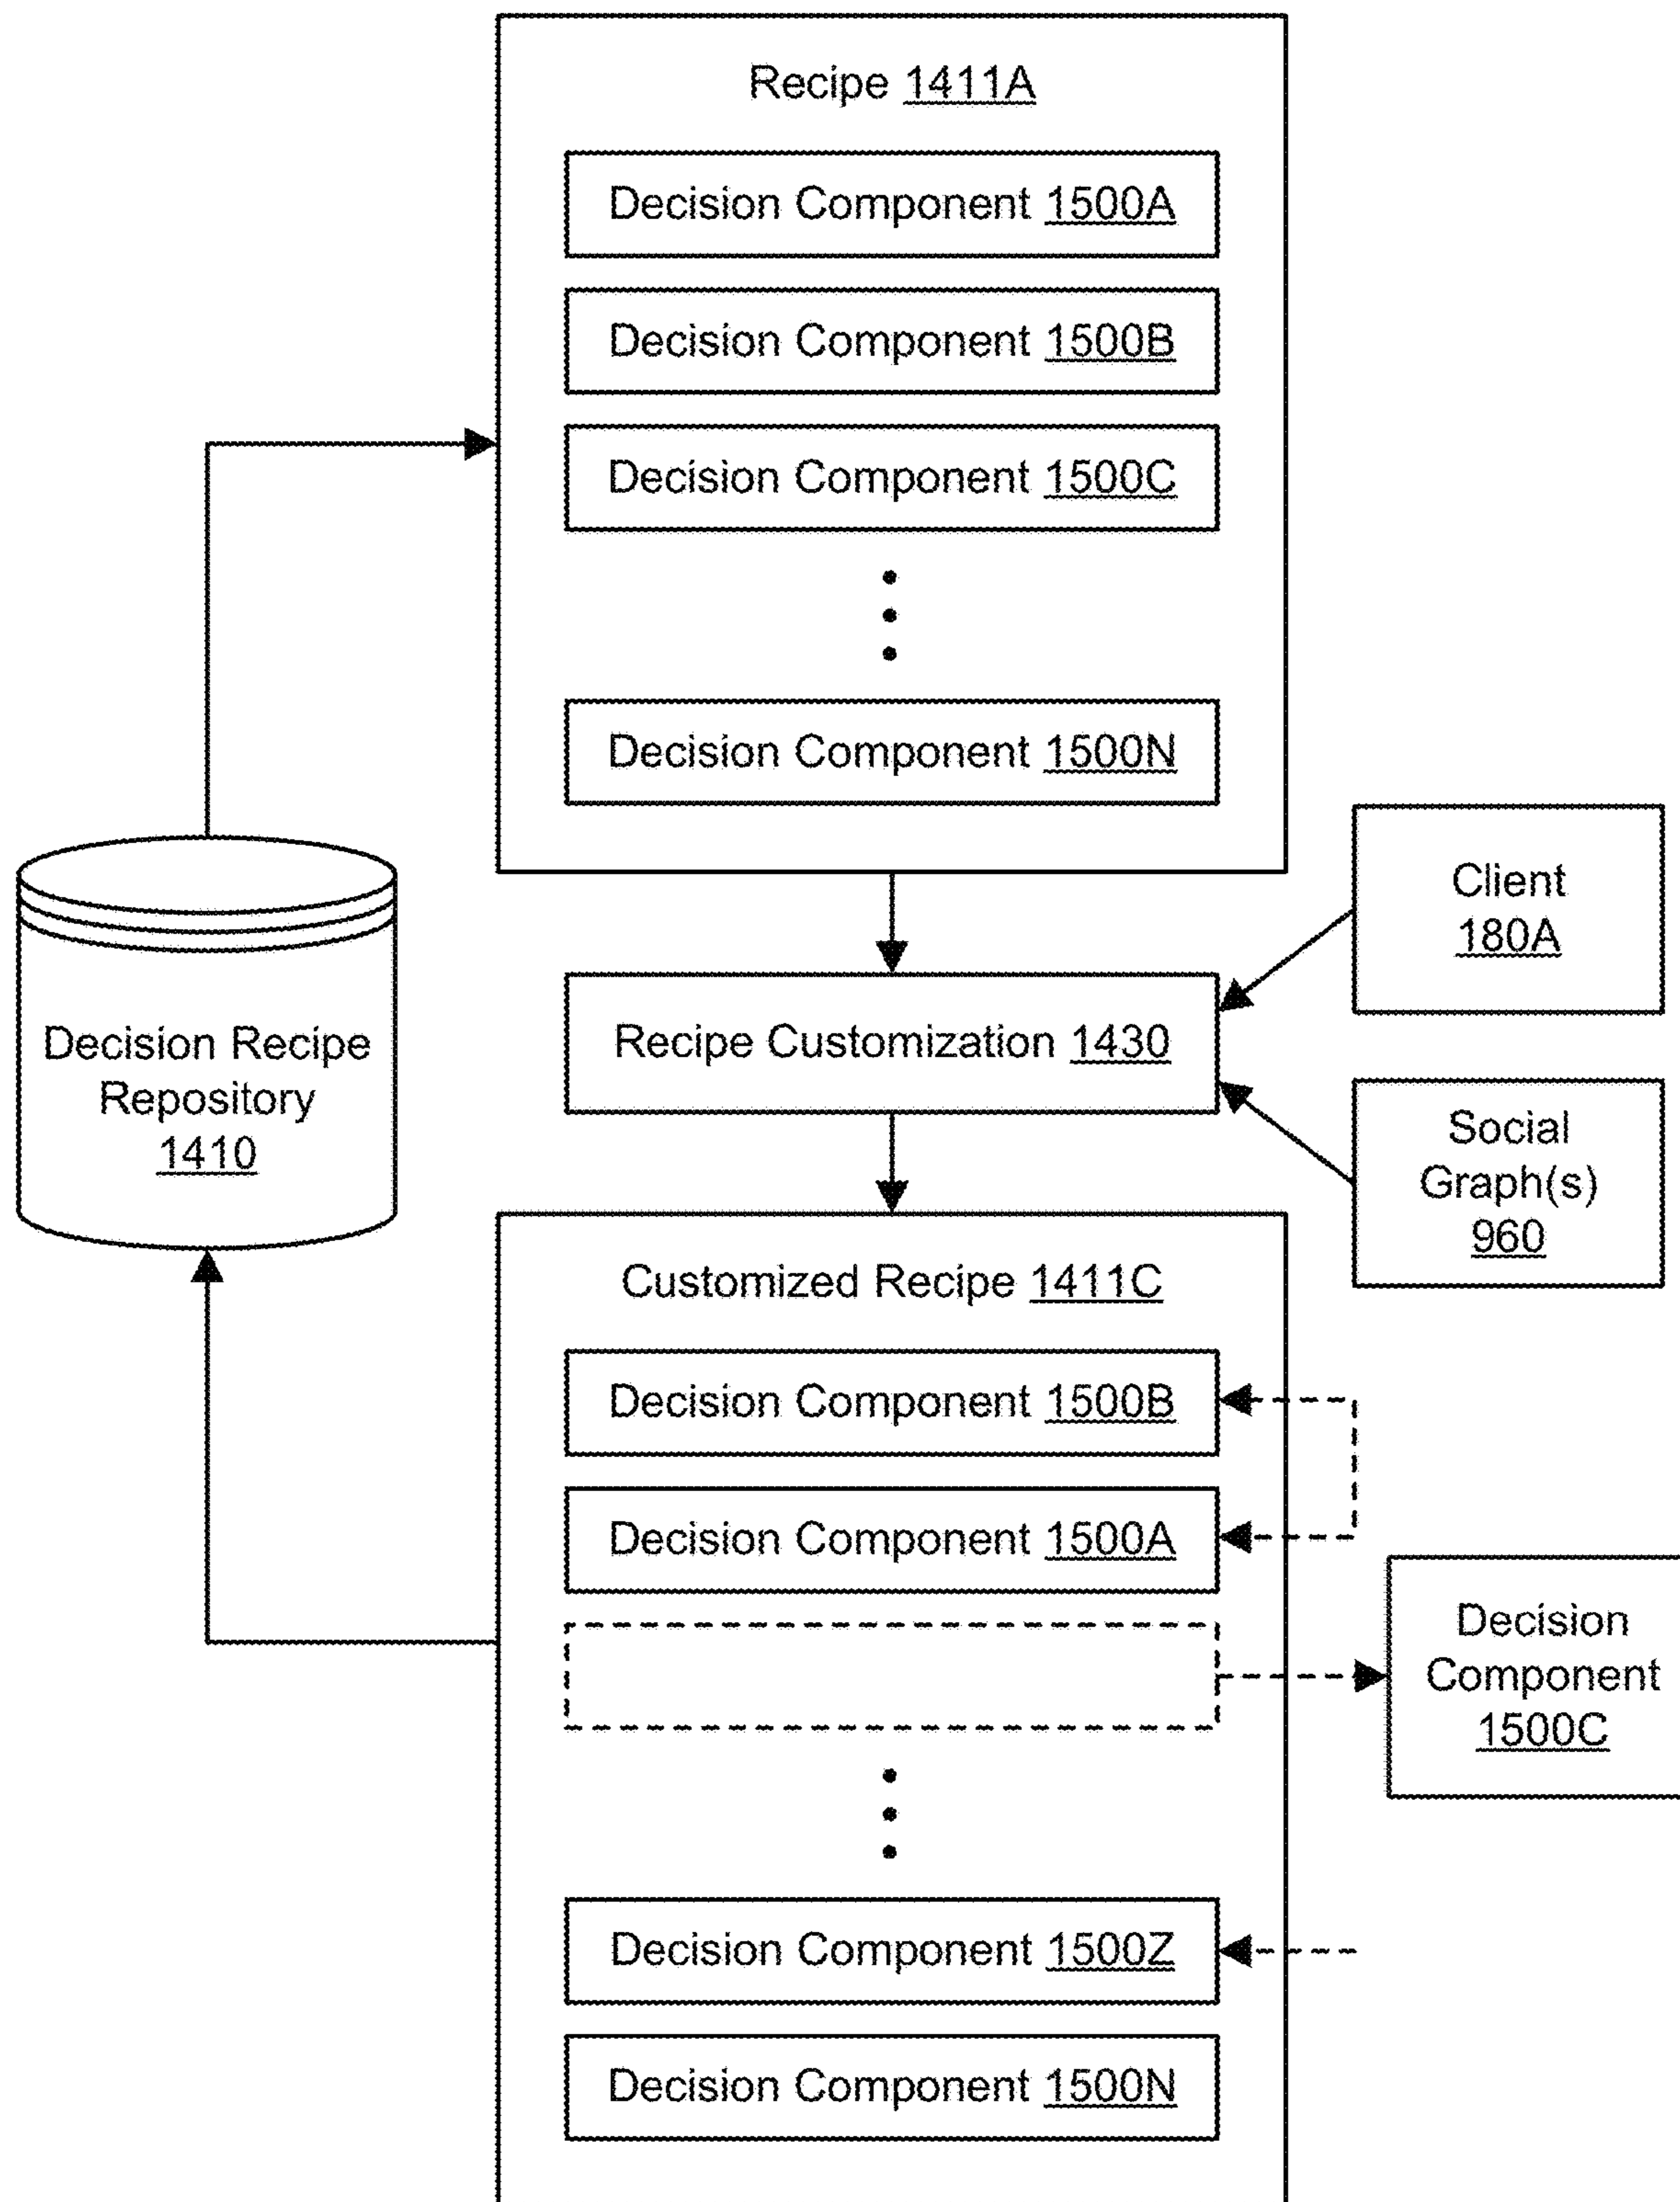 Recipe 1411A
Decision Component 1500A
Decision Component 1500B
Decision Component 1500C
Decision Component 1500N
Client
180A
Recipe Customization 1430
Decision Recipe
Repository
1410
Social
Graph(s)
960
Customized Recipe 1411C
Decision Component 1500B
Decision Component 1500A
Decision
Component
1500C
Decision Component 1500Z
Decision Component 1500N